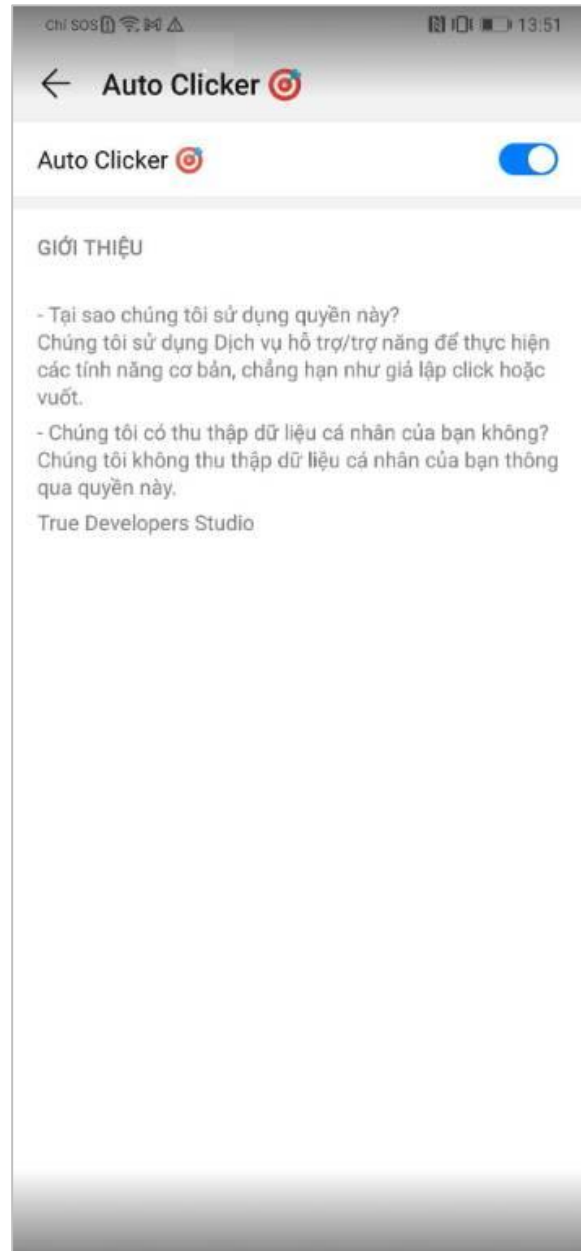 Chỉ SOS 13:51
Auto Clicker 🎯
Auto Clicker 🎯
GIỚI THIỆU
- Tại sao chúng tôi sử dụng quyền này?
Chúng tôi sử dụng Dịch vụ hỗ trợ/trợ năng để thực hiện
các tính năng cơ bản, chẳng hạn như giả lập click hoặc
vuốt.
- Chúng tôi có thu thập dữ liệu cá nhân của bạn không?
Chúng tôi không thu thập dữ liệu cá nhân của bạn thông
qua quyền này.
True Developers Studio